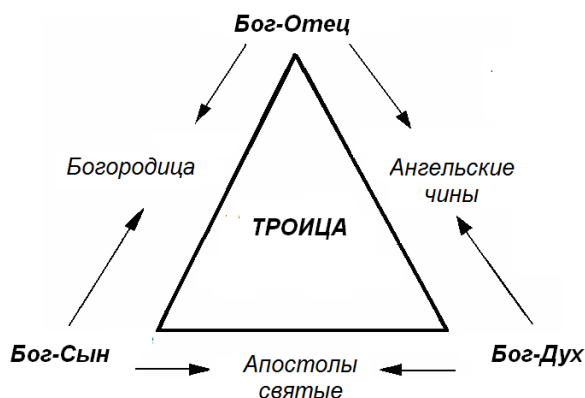 Бог-Отец
Богородица
Ангельские
чины
ТРОИЦА
Бог-Сын
Апостолы
святые
Бог-Дух